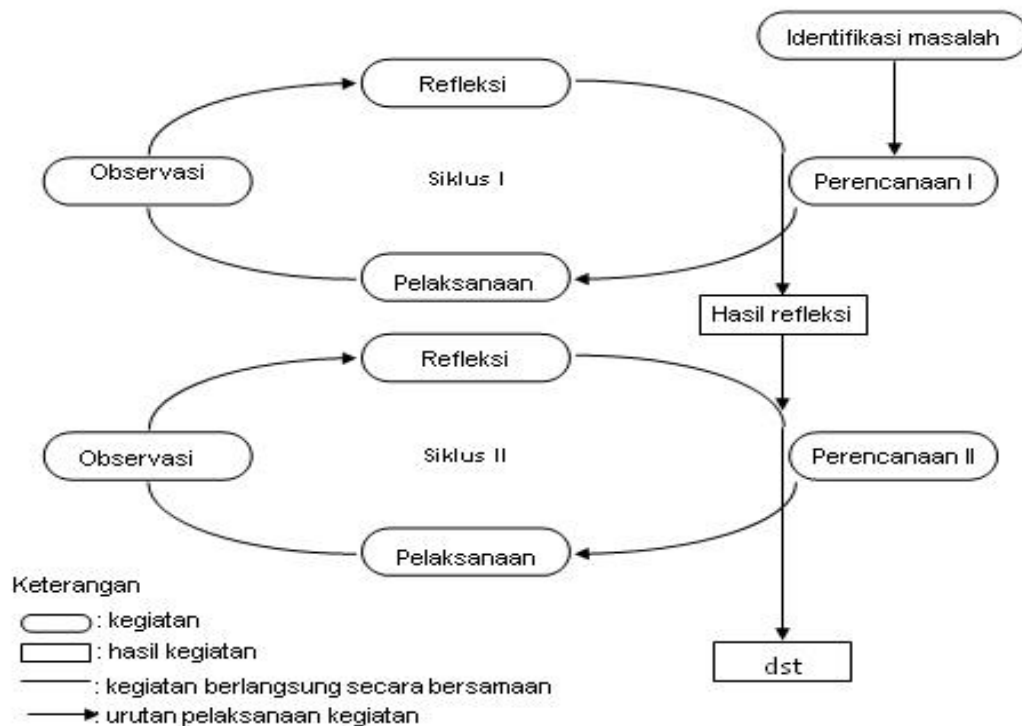 Identifikasi masalah
Refleksi
Observasi
Siklus I
Perencanaan I
Pelaksanaan
Hasil refleksi
Refleksi
Observasi
Siklus II
Perencanaan II
Pelaksanaan
Keterangan
: kegiatan
: hasil kegiatan
: kegiatan berlangsung secara bersamaan
: urutan pelaksanaan kegiatan
dst